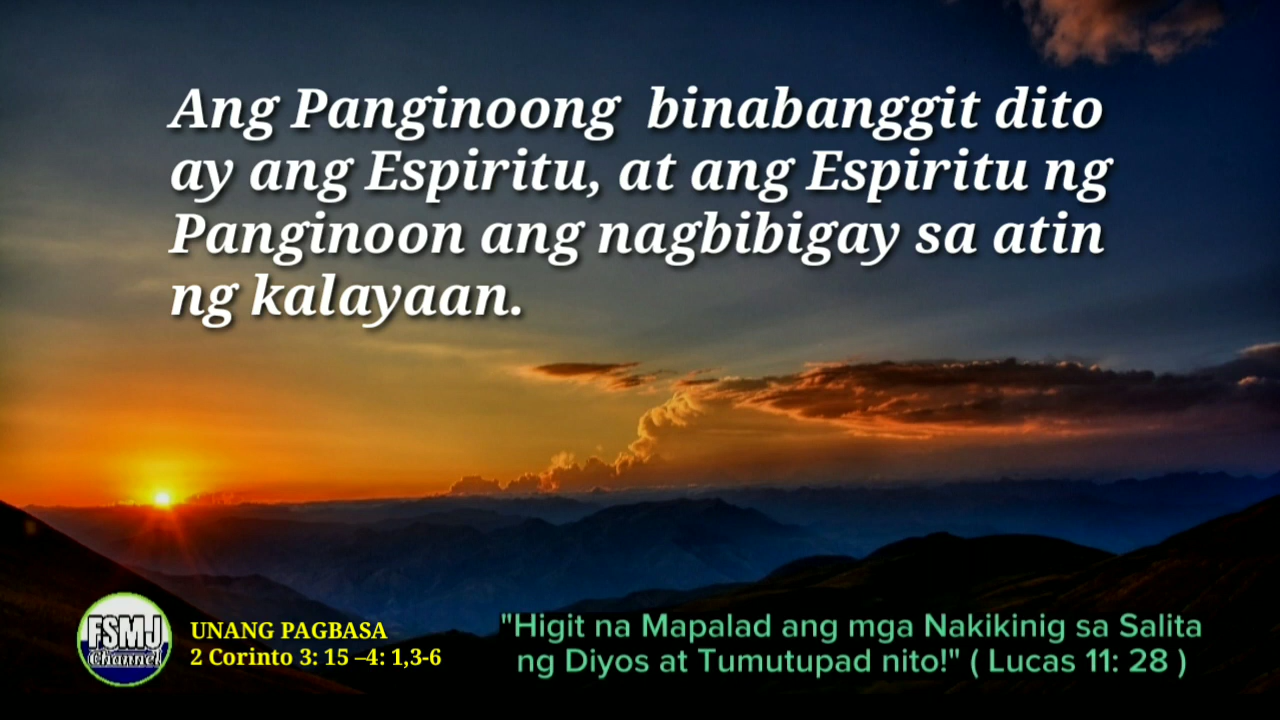 Ang Panginoong binabanggit dito
ay ang Espiritu, at ang Espiritu ng
Panginoon ang nagbibigay sa atin
ng kalayaan.
FSMJ
Channel
UNANG PAGBASA
2 Corinto 3: 15 –4: 1,3-6
"Higit na Mapalad ang mga Nakikinig sa Salita
ng Diyos at Tumutupad nito!" ( Lucas 11: 28 )